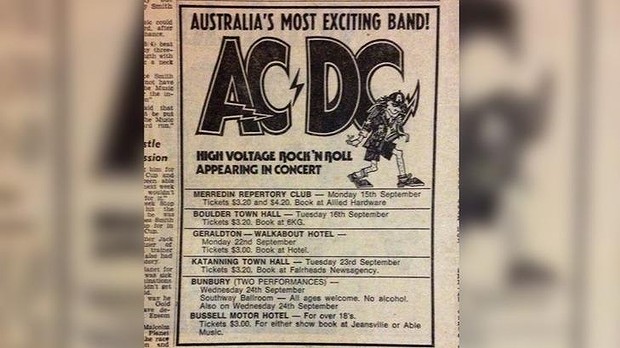 AUSTRALIA'S MOST EXCITING BAND!
AC DC
HIGH VOLTAGE ROCK 'N ROLL
APPEARING IN CONCERT
MERREDIN REPERTORY CLUB — Monday 15th September
Tickets $3.20 and $4.20. Book at Allied Hardware
BOULDER TOWN HALL — Tuesday 16th September
Tickets $3.20. Book at 6KG.
GERALDTON — WALKABOUT HOTEL —
Monday 22nd September
Tickets $3.00. Book at Hotel.
KATANNING TOWN HALL — Tuesday 23rd September
Tickets $3.20. Book at Fairheads Newsagency.
BUNBURY (TWO PERFORMANCES) —
Wednesday 24th September
Southway Ballroom — All ages welcome. No alcohol.
Also on Wednesday 24th September
BUSSELL MOTOR HOTEL — For over 18's.
Tickets $3.00. For either show book at Jeansville or Able
Music.